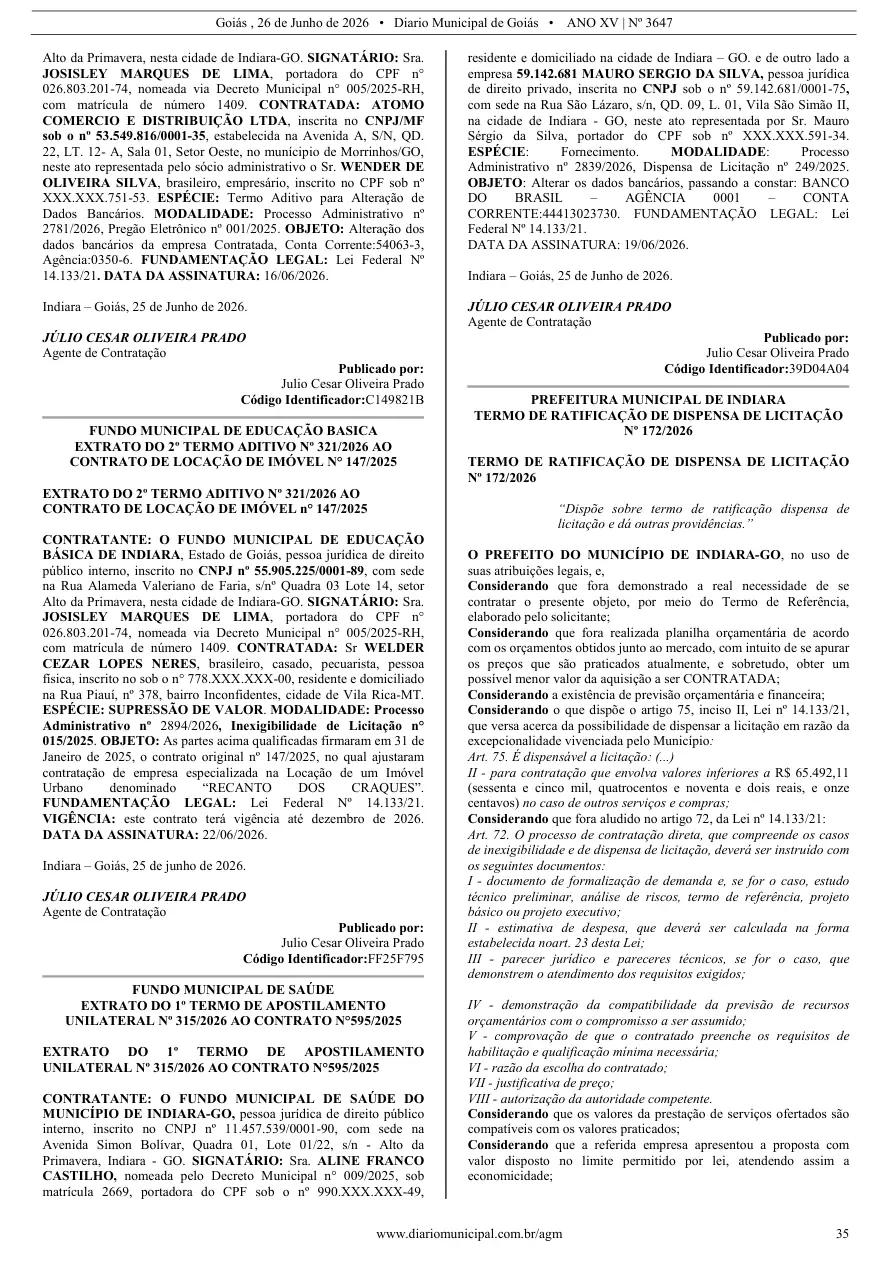 Goiás , 26 de Junho de 2026 • Diario Municipal de Goiás • ANO XV | Nº 3647
Alto da Primavera, nesta cidade de Indiara-GO. SIGNATÁRIO: Sra.
JOSISLEY MARQUES DE LIMA, portadora do CPF n°
026.803.201-74, nomeada via Decreto Municipal n° 005/2025-RH,
com matrícula de número 1409. CONTRATADA: ATOMO
COMERCIO E DISTRIBUIÇÃO LTDA, inscrita no CNPJ/MF
sob o nº 53.549.816/0001-35, estabelecida na Avenida A, S/N, QD.
22, LT. 12- A, Sala 01, Setor Oeste, no municipio de Morrinhos/GO,
neste ato representada pelo sócio administrativo o Sr. WENDER DE
OLIVEIRA SILVA, brasileiro, empresário, inscrito no CPF sob nº
XXX.XXX.751-53. ESPÉCIE: Termo Aditivo para Alteração de
Dados Bancários. MODALIDADE: Processo Administrativo nº
2781/2026, Pregão Eletrônico nº 001/2025. OBJETO: Alteração dos
dados bancários da empresa Contratada, Conta Corrente:54063-3,
Agência:0350-6. FUNDAMENTAÇÃO LEGAL: Lei Federal Nº
14.133/21. DATA DA ASSINATURA: 16/06/2026.
Indiara – Goiás, 25 de Junho de 2026.
JÚLIO CESAR OLIVEIRA PRADO
Agente de Contratação
Publicado por:
Julio Cesar Oliveira Prado
Código Identificador:C149821B
FUNDO MUNICIPAL DE EDUCAÇÃO BASICA
EXTRATO DO 2º TERMO ADITIVO Nº 321/2026 AO
CONTRATO DE LOCAÇÃO DE IMÓVEL N° 147/2025
EXTRATO DO 2º TERMO ADITIVO Nº 321/2026 AO
CONTRATO DE LOCAÇÃO DE IMÓVEL n° 147/2025
CONTRATANTE: O FUNDO MUNICIPAL DE EDUCAÇÃO
BÁSICA DE INDIARA, Estado de Goiás, pessoa jurídica de direito
público interno, inscrito no CNPJ nº 55.905.225/0001-89, com sede
na Rua Alameda Valeriano de Faria, s/nº Quadra 03 Lote 14, setor
Alto da Primavera, nesta cidade de Indiara-GO. SIGNATÁRIO: Sra.
JOSISLEY MARQUES DE LIMA, portadora do CPF n°
026.803.201-74, nomeada via Decreto Municipal n° 005/2025-RH,
com matrícula de número 1409. CONTRATADA: Sr WELDER
CEZAR LOPES NERES, brasileiro, casado, pecuarista, pessoa
física, inscrito no sob o n° 778.XXX.XXX-00, residente e domiciliado
na Rua Piauí, nº 378, bairro Inconfidentes, cidade de Vila Rica-MT.
ESPÉCIE: SUPRESSÃO DE VALOR. MODALIDADE: Processo
Administrativo nº 2894/2026, Inexigibilidade de Licitação n°
015/2025. OBJETO: As partes acima qualificadas firmaram em 31 de
Janeiro de 2025, o contrato original nº 147/2025, no qual ajustaram
contratação de empresa especializada na Locação de um Imóvel
Urbano denominado “RECANTO DOS CRAQUES”.
FUNDAMENTAÇÃO LEGAL: Lei Federal Nº 14.133/21.
VIGÊNCIA: este contrato terá vigência até dezembro de 2026.
DATA DA ASSINATURA: 22/06/2026.
Indiara – Goiás, 25 de junho de 2026.
JÚLIO CESAR OLIVEIRA PRADO
Agente de Contratação
Publicado por:
Julio Cesar Oliveira Prado
Código Identificador:FF25F795
FUNDO MUNICIPAL DE SAÚDE
EXTRATO DO 1º TERMO DE APOSTILAMENTO
UNILATERAL Nº 315/2026 AO CONTRATO N°595/2025
EXTRATO DO 1º TERMO DE APOSTILAMENTO
UNILATERAL Nº 315/2026 AO CONTRATO N°595/2025
CONTRATANTE: O FUNDO MUNICIPAL DE SAÚDE DO
MUNICÍPIO DE INDIARA-GO, pessoa jurídica de direito público
interno, inscrito no CNPJ nº 11.457.539/0001-90, com sede na
Avenida Simon Bolívar, Quadra 01, Lote 01/22, s/n - Alto da
Primavera, Indiara - GO. SIGNATÁRIO: Sra. ALINE FRANCO
CASTILHO, nomeada pelo Decreto Municipal n° 009/2025, sob
matrícula 2669, portadora do CPF sob o nº 990.XXX.XXX-49,
residente e domiciliado na cidade de Indiara – GO. e de outro lado a
empresa 59.142.681 MAURO SERGIO DA SILVA, pessoa jurídica
de direito privado, inscrita no CNPJ sob o nº 59.142.681/0001-75,
com sede na Rua São Lázaro, s/n, QD. 09, L. 01, Vila São Simão II,
na cidade de Indiara - GO, neste ato representada por Sr. Mauro
Sérgio da Silva, portador do CPF sob nº XXX.XXX.591-34.
ESPÉCIE: Fornecimento. MODALIDADE: Processo
Administrativo nº 2839/2026, Dispensa de Licitação nº 249/2025.
OBJETO: Alterar os dados bancários, passando a constar: BANCO
DO BRASIL – AGÊNCIA 0001 – CONTA
CORRENTE:44413023730. FUNDAMENTAÇÃO LEGAL: Lei
Federal Nº 14.133/21.
DATA DA ASSINATURA: 19/06/2026.
Indiara – Goiás, 25 de Junho de 2026.
JÚLIO CESAR OLIVEIRA PRADO
Agente de Contratação
Publicado por:
Julio Cesar Oliveira Prado
Código Identificador:39D04A04
PREFEITURA MUNICIPAL DE INDIARA
TERMO DE RATIFICAÇÃO DE DISPENSA DE LICITAÇÃO
Nº 172/2026
TERMO DE RATIFICAÇÃO DE DISPENSA DE LICITAÇÃO
Nº 172/2026
“Dispõe sobre termo de ratificação dispensa de
licitação e dá outras providências.”
O PREFEITO DO MUNICÍPIO DE INDIARA-GO, no uso de
suas atribuições legais, e,
Considerando que fora demonstrado a real necessidade de se
contratar o presente objeto, por meio do Termo de Referência,
elaborado pelo solicitante;
Considerando que fora realizada planilha orçamentária de acordo
com os orçamentos obtidos junto ao mercado, com intuito de se apurar
os preços que são praticados atualmente, e sobretudo, obter um
possível menor valor da aquisição a ser CONTRATADA;
Considerando a existência de previsão orçamentária e financeira;
Considerando o que dispõe o artigo 75, inciso II, Lei nº 14.133/21,
que versa acerca da possibilidade de dispensar a licitação em razão da
excepcionalidade vivenciada pelo Município:
Art. 75. É dispensável a licitação: (...)
II - para contratação que envolva valores inferiores a R$ 65.492,11
(sessenta e cinco mil, quatrocentos e noventa e dois reais, e onze
centavos) no caso de outros serviços e compras;
Considerando que fora aludido no artigo 72, da Lei nº 14.133/21:
Art. 72. O processo de contratação direta, que compreende os casos
de inexigibilidade e de dispensa de licitação, deverá ser instruído com
os seguintes documentos:
I - documento de formalização de demanda e, se for o caso, estudo
técnico preliminar, análise de riscos, termo de referência, projeto
básico ou projeto executivo;
II - estimativa de despesa, que deverá ser calculada na forma
estabelecida noart. 23 desta Lei;
III - parecer jurídico e pareceres técnicos, se for o caso, que
demonstrem o atendimento dos requisitos exigidos;
IV - demonstração da compatibilidade da previsão de recursos
orçamentários com o compromisso a ser assumido;
V - comprovação de que o contratado preenche os requisitos de
habilitação e qualificação mínima necessária;
VI - razão da escolha do contratado;
VII - justificativa de preço;
VIII - autorização da autoridade competente.
Considerando que os valores da prestação de serviços ofertados são
compatíveis com os valores praticados;
Considerando que a referida empresa apresentou a proposta com
valor disposto no limite permitido por lei, atendendo assim a
economicidade;
www.diariomunicipal.com.br/agm
35